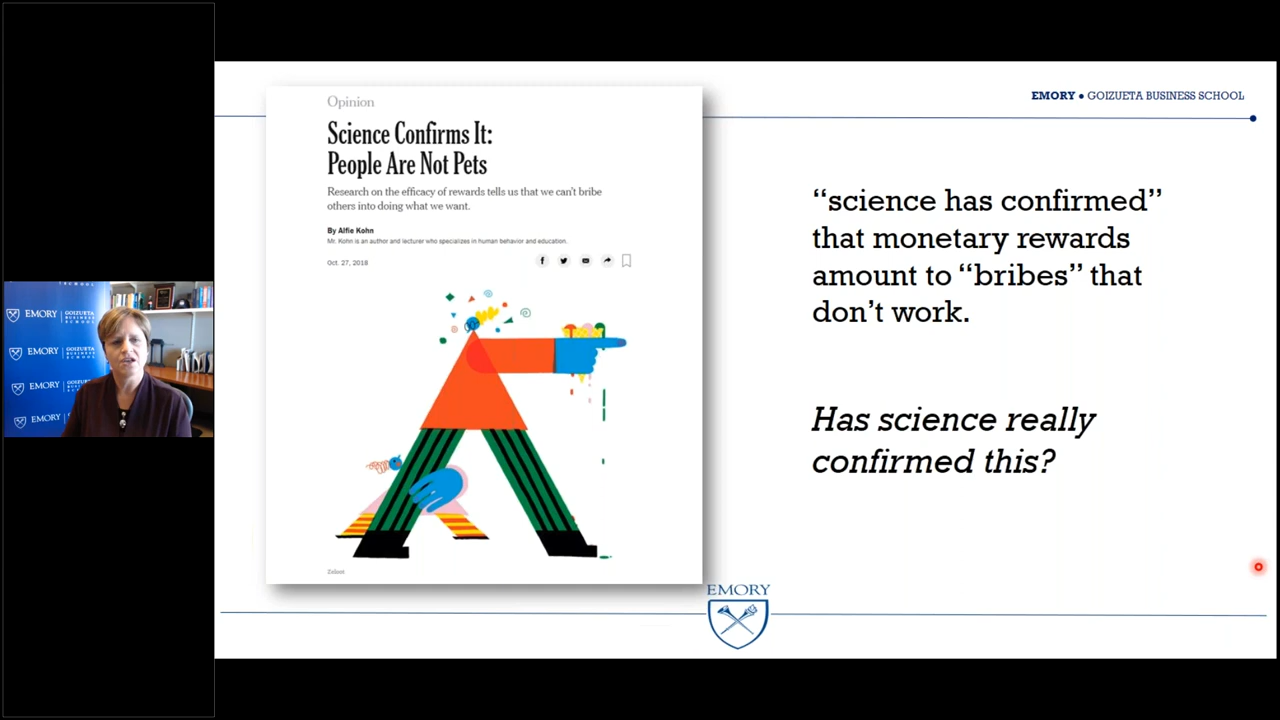 EMORY ● GOIZUETA BUSINESS SCHOOL
Opinion
Science Confirms It:
People Are Not Pets
Research on the efficacy of rewards tells us that we can't bribe
others into doing what we want.
By Alfie Kohn
Mr. Kohn is an author and lecturer who specializes in human behavior and education.
Oct. 27, 2018
“science has confirmed”
that monetary rewards
amount to “bribes” that
don’t work.
Has science really
confirmed this?
EMORY
EMORY
GOIZUETA
BUSINESS
SCHOOL
EMORY
EMORY
EMORY